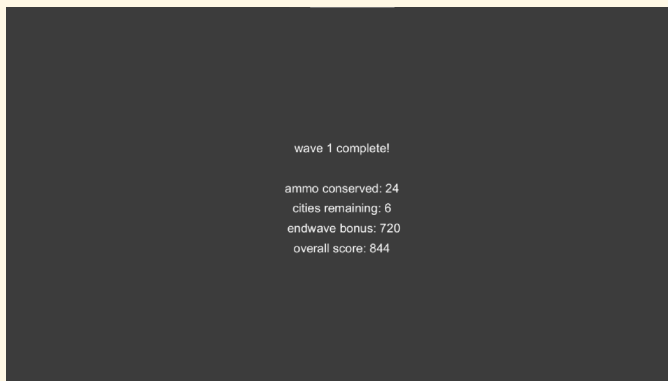 wave 1 complete!
ammo conserved: 24
cities remaining: 6
endwave bonus: 720
overall score: 844